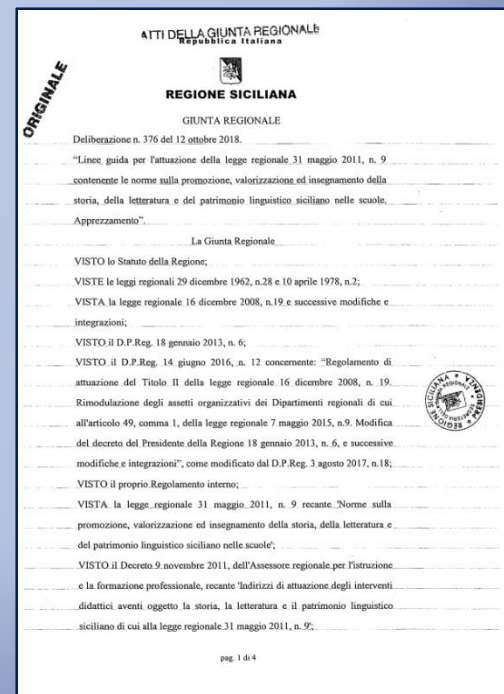 ATTI DELLA GIUNTA REGIONALE
Repubblica Italiana
ORIGINALE
REGIONE SICILIANA
GIUNTA REGIONALE
Deliberazione n. 376 del 12 ottobre 2018.
“Linee guida per l'attuazione della legge regionale 31 maggio 2011, n. 9
contenente le norme sulla promozione, valorizzazione ed insegnamento della
storia, della letteratura e del patrimonio linguistico siciliano nelle scuole.
Apprezzamento”.
La Giunta Regionale
VISTO lo Statuto della Regione;
VISTE le leggi regionali 29 dicembre 1962, n.28 e 10 aprile 1978, n.2;
VISTA la legge regionale 16 dicembre 2008, n.19 e successive modifiche e
integrazioni;
VISTO il D.P.Reg. 18 gennaio 2013, n. 6;
VISTO il D.P.Reg. 14 giugno 2016, n. 12 concernente: “Regolamento di
attuazione del Titolo II della legge regionale 16 dicembre 2008, n. 19.
Rimodulazione degli assetti organizzativi dei Dipartimenti regionali di cui
all'articolo 49, comma 1, della legge regionale 7 maggio 2015, n.9. Modifica
del decreto del Presidente della Regione 18 gennaio 2013, n. 6, e successive
modifiche e integrazioni”, come modificato dal D.P.Reg. 3 agosto 2017, n.18;
VISTO il proprio Regolamento interno;
VISTA la legge regionale 31 maggio 2011, n. 9 recante 'Norme sulla
promozione, valorizzazione ed insegnamento della storia, della letteratura e
del patrimonio linguistico siciliano nelle scuole';
VISTO il Decreto 9 novembre 2011, dell'Assessore regionale per l'istruzione
e la formazione professionale, recante 'Indirizzi di attuazione degli interventi
didattici aventi oggetto la storia, la letteratura e il patrimonio linguistico
siciliano di cui alla legge regionale 31 maggio 2011, n. 9';
REGIONE SICILIANA
pag. 1 di 4